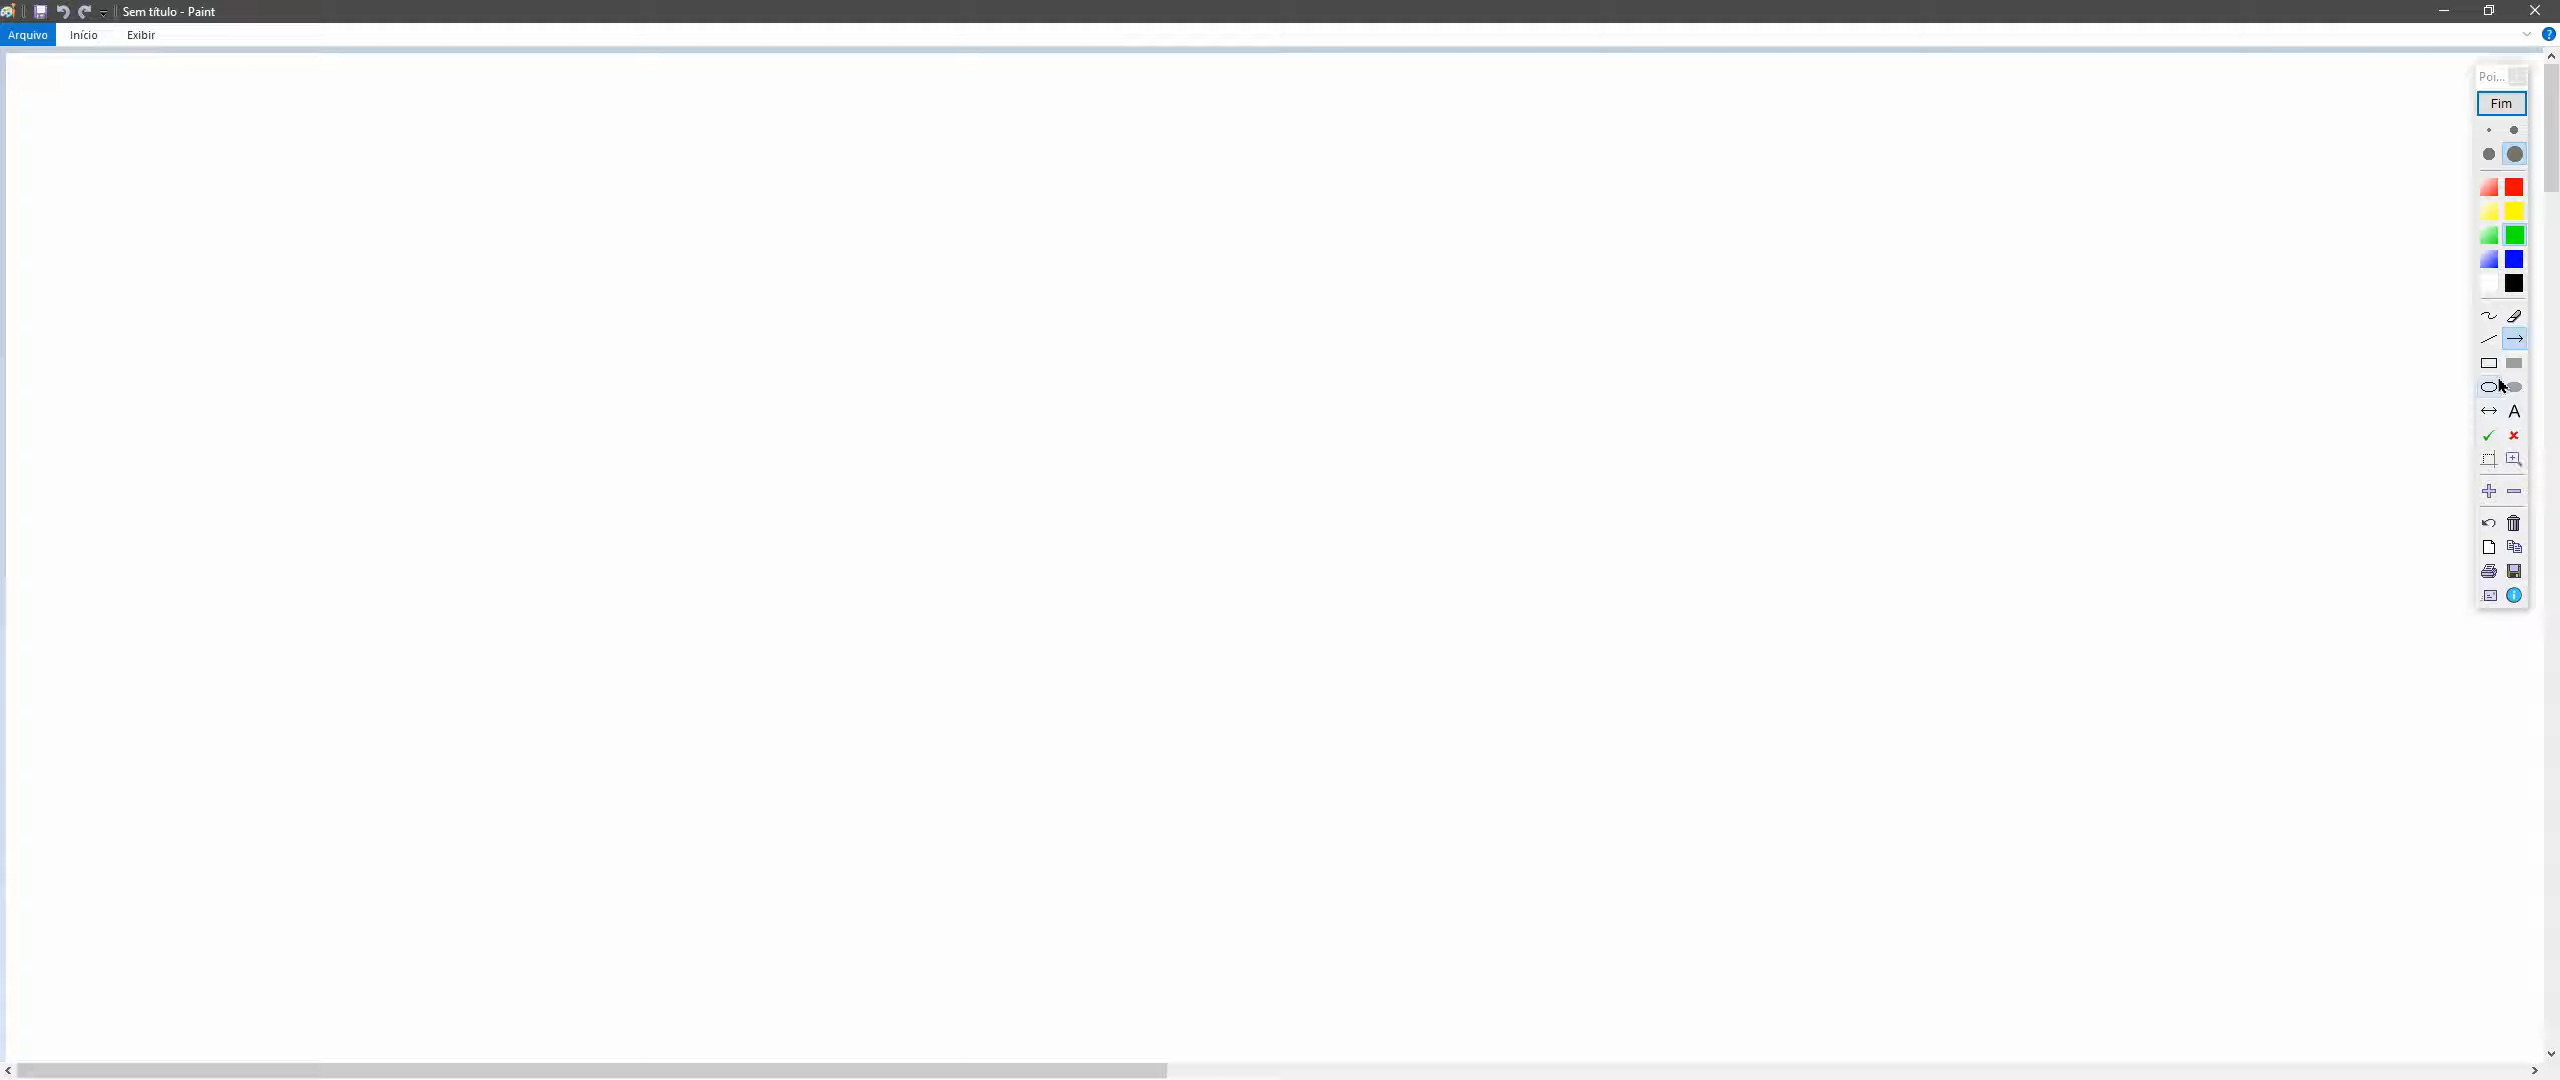 Sem título - Paint
Arquivo Início Exibir
Poi...
Fim
A